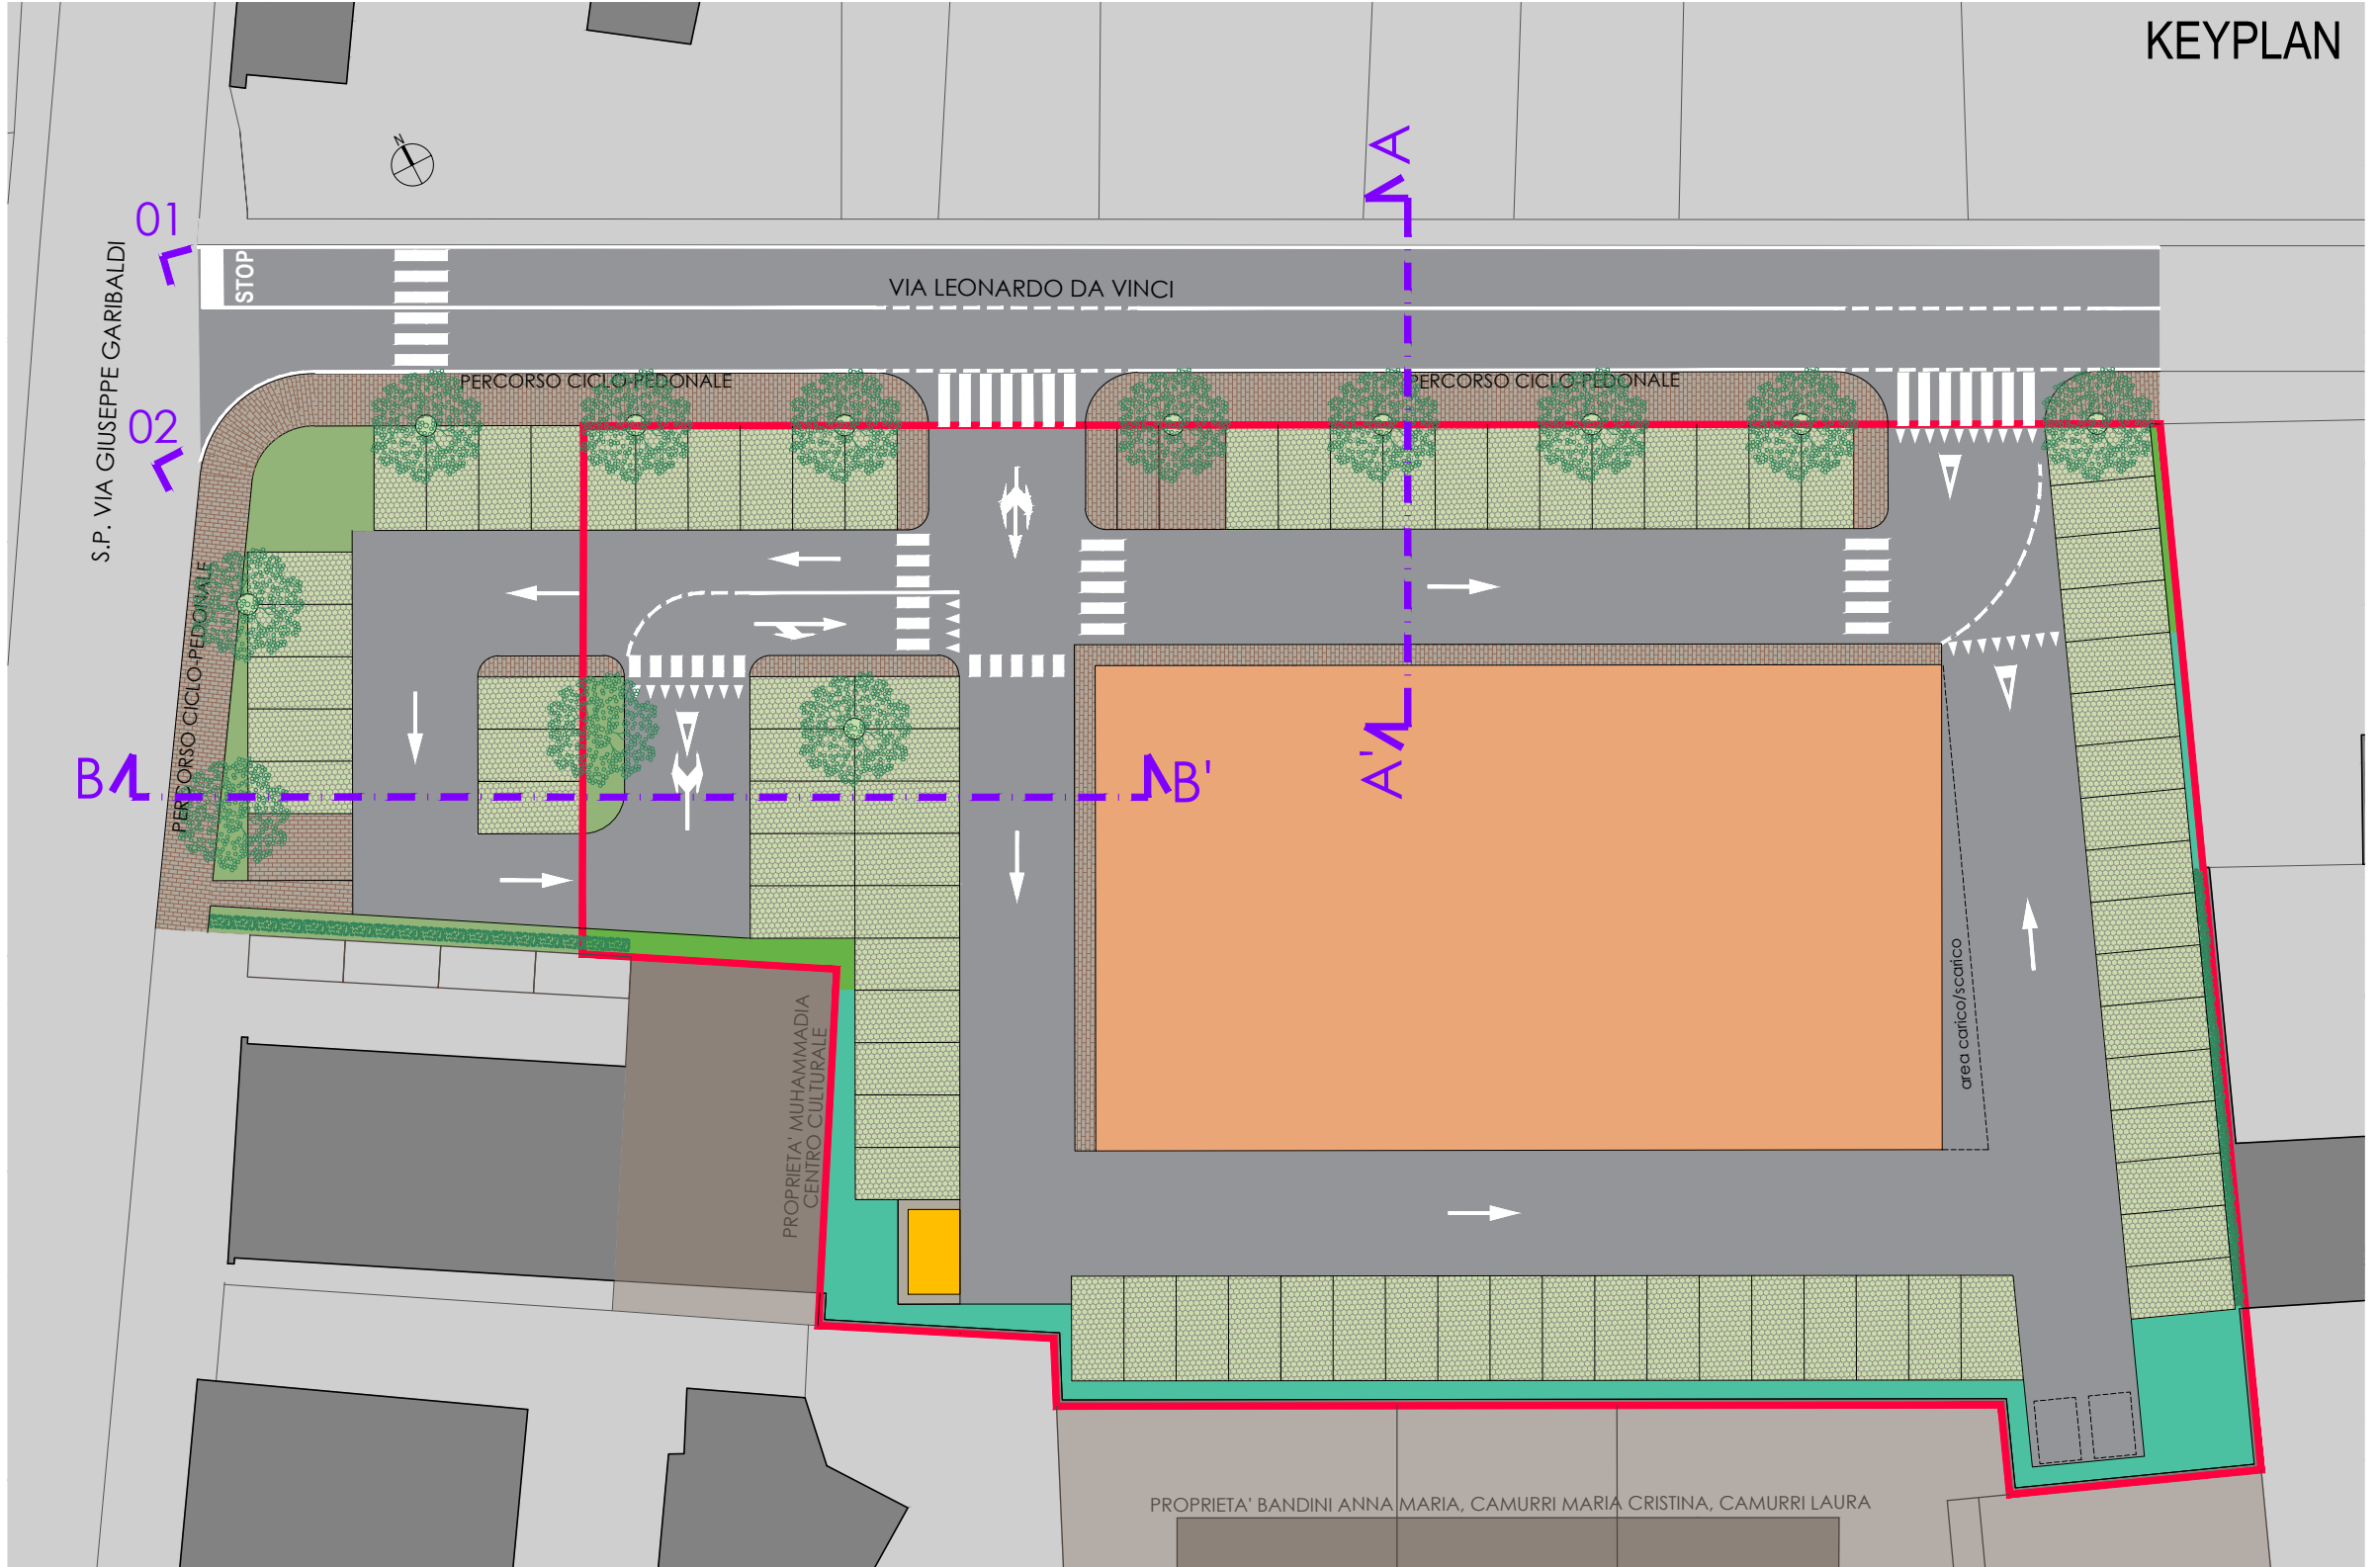 KEYPLAN
N
A
01
S.P. VIA GIUSEPPE GARIBALDI
STOP
VIA LEONARDO DA VINCI
02
PERCORSO CICLO-PEDONALE
PERCORSO CICLO-PEDONALE
PERCORSO CICLO-PEDONALE
B
B'
A'
area carico/scarico
PROPRIETA' MUHAMMADIA
CENTRO CULTURALE
PROPRIETA' BANDINI ANNA MARIA, CAMURRI MARIA CRISTINA, CAMURRI LAURA